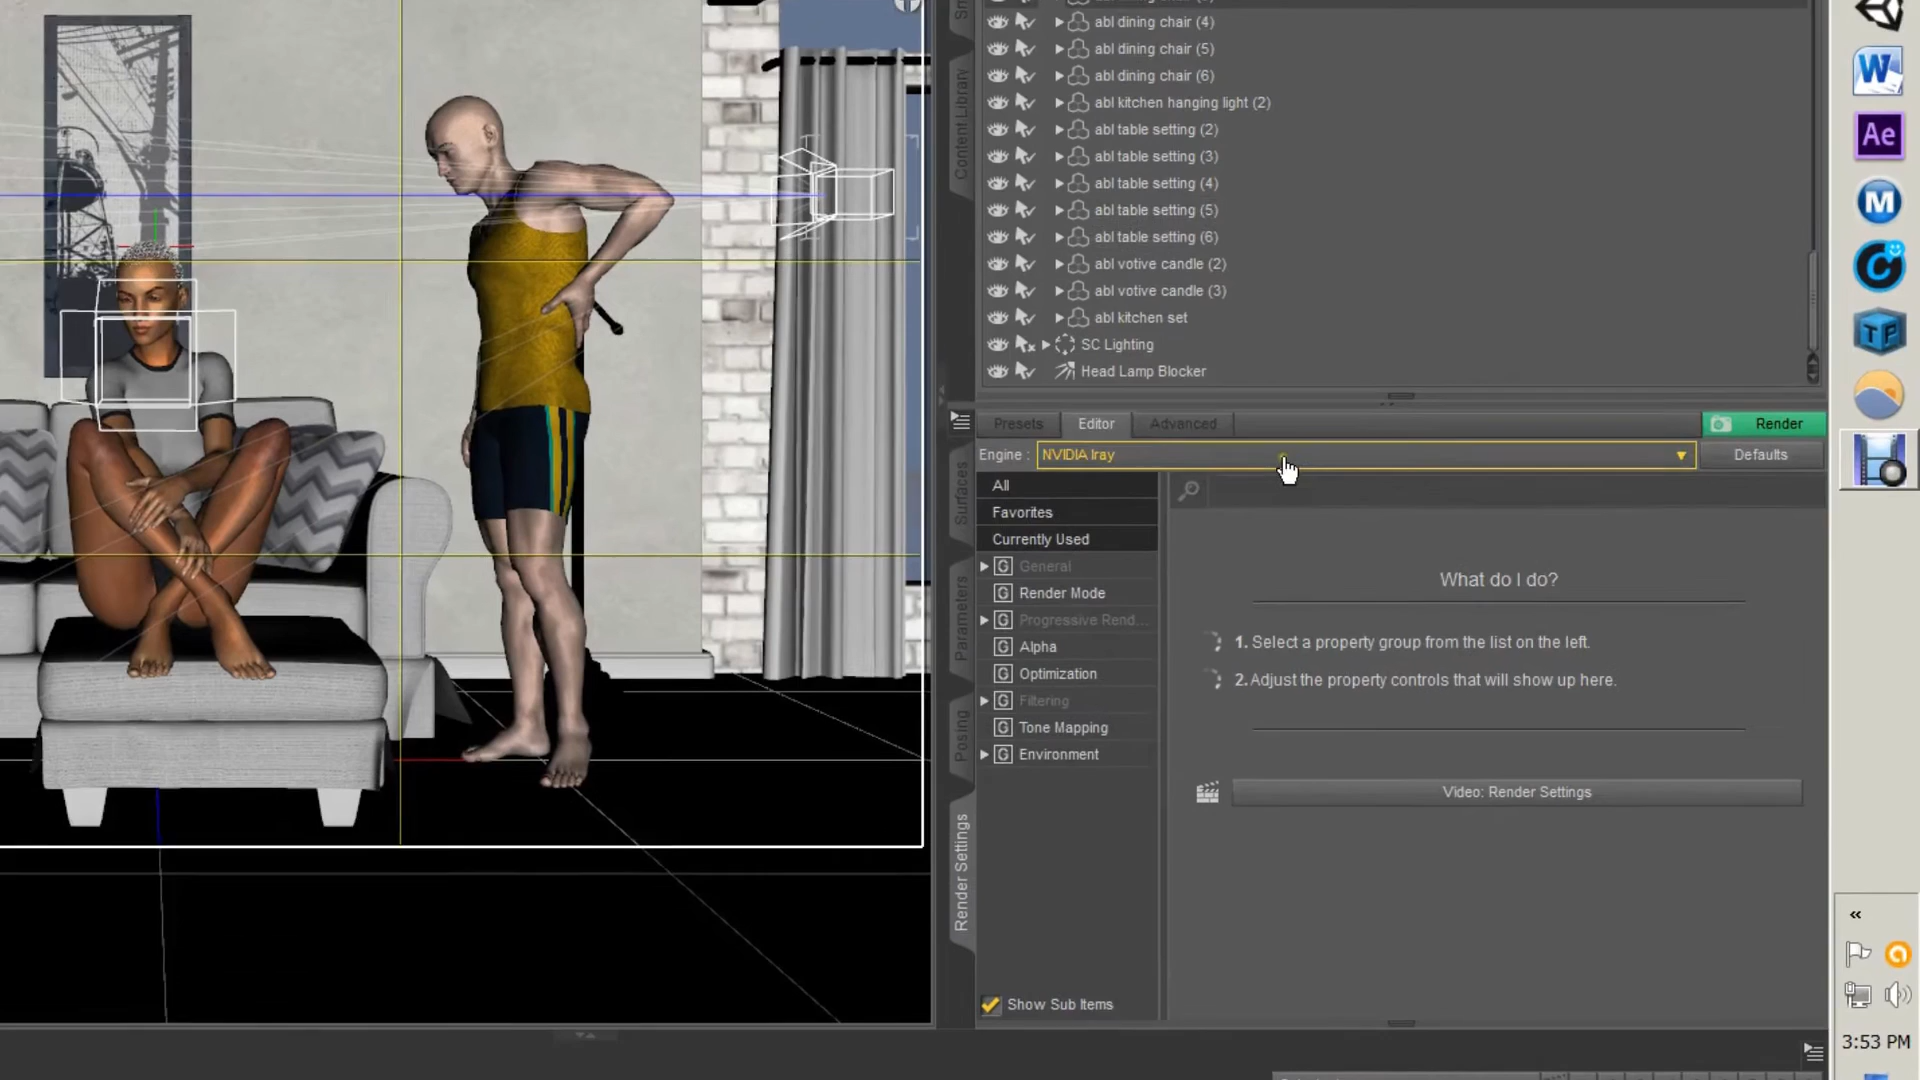 abl dining chair (4)
abl dining chair (5)
abl dining chair (6)
abl kitchen hanging light (2)
abl table setting (2)
abl table setting (3)
abl table setting (4)
abl table setting (5)
abl table setting (6)
abl votive candle (2)
abl votive candle (3)
abl kitchen set
SC Lighting
Head Lamp Blocker
Content Library
Surfaces
Parameters
Posing
Render Settings
Presets
Editor
Advanced
Render
Engine :
NVIDIA Iray
Defaults
All
Favorites
Currently Used
G General
G Render Mode
G Progressive Rend...
G Alpha
G Optimization
G Filtering
G Tone Mapping
G Environment
Show Sub Items
What do I do?
1. Select a property group from the list on the left.
2. Adjust the property controls that will show up here.
Video: Render Settings
W
Ae
M
C
TP
«
3:53 PM